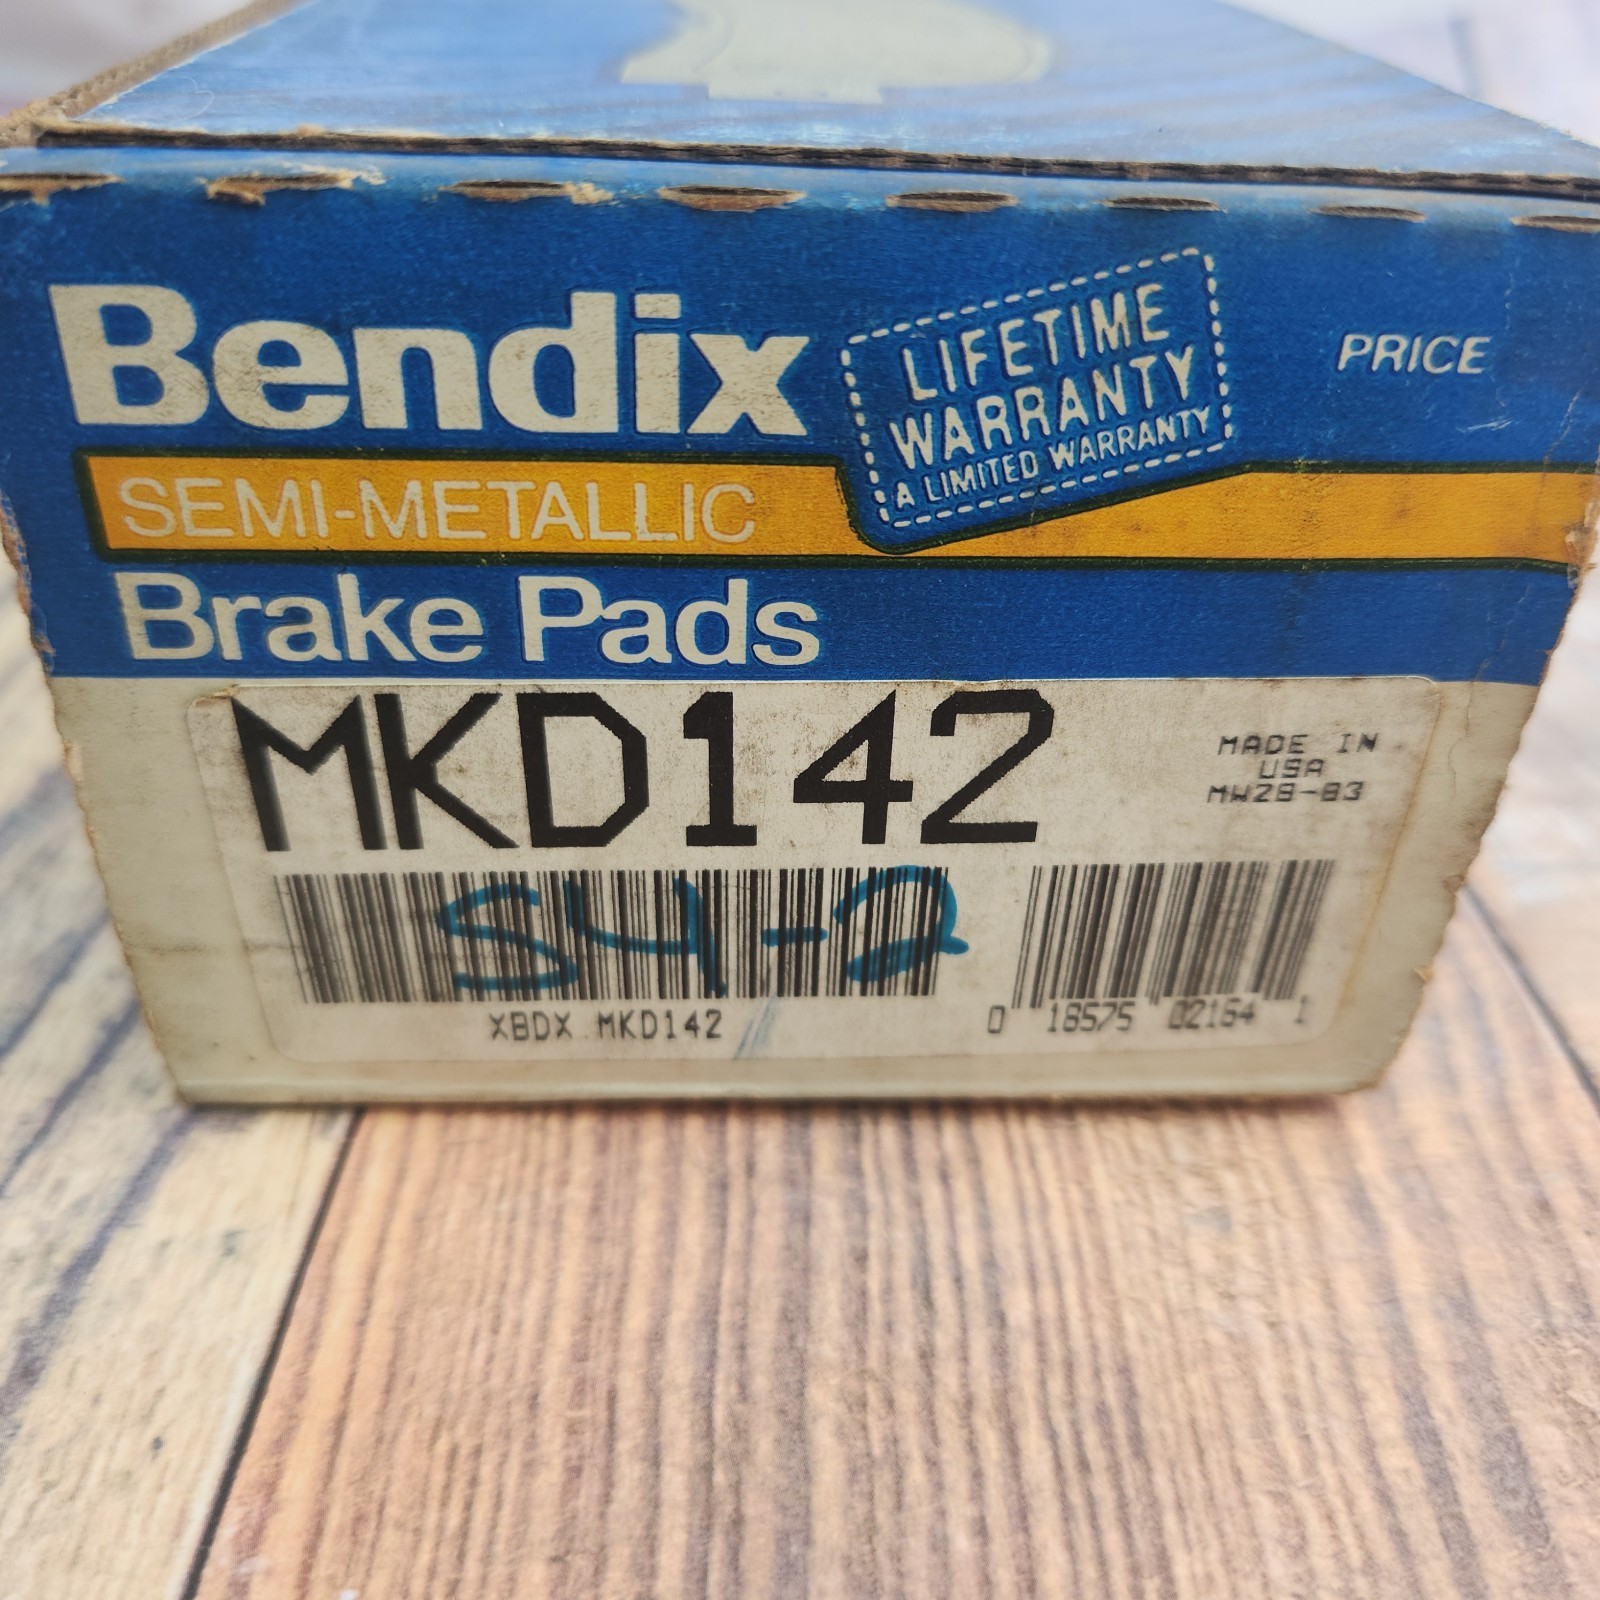 Bendix
LIFETIME
WARRANTY
A LIMITED WARRANTY
PRICE
SEMI-METALLIC
Brake Pads
MKD142
MADE IN
USA
MW28-83
S4-2
XBDX MKD142
0 18575 02164 1